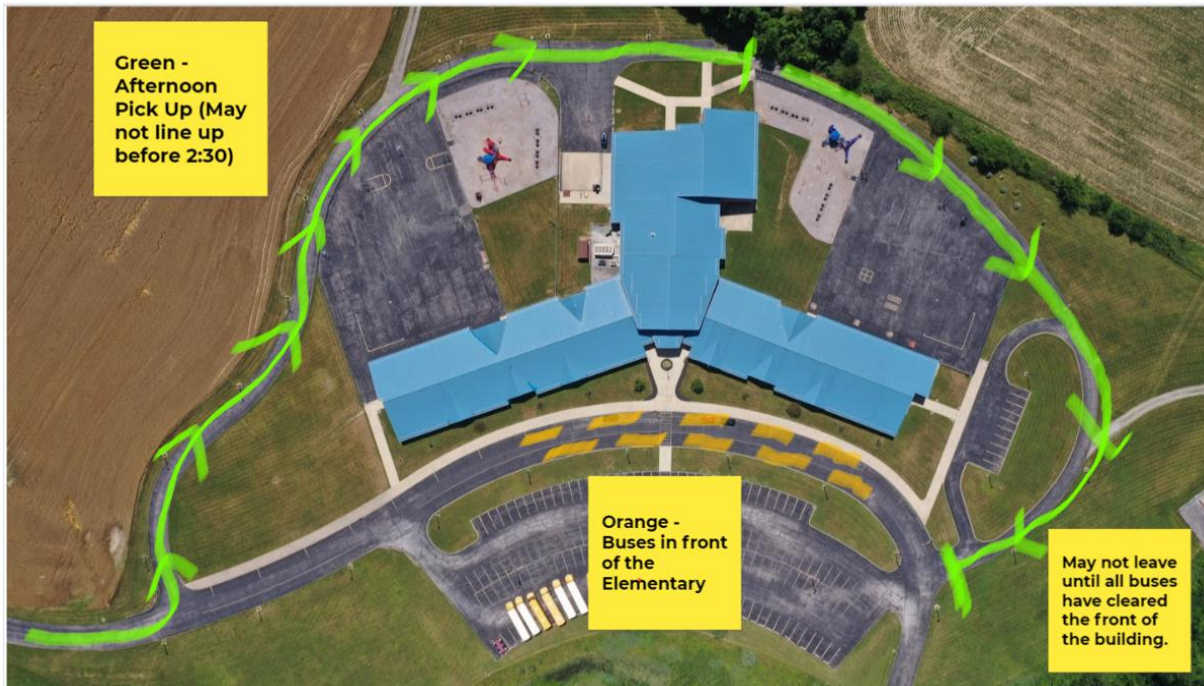 Green -
Afternoon
Pick Up (May
not line up
before 2:30)
Orange -
Buses in front
of the
Elementary
May not leave
until all buses
have cleared
the front of
the building.